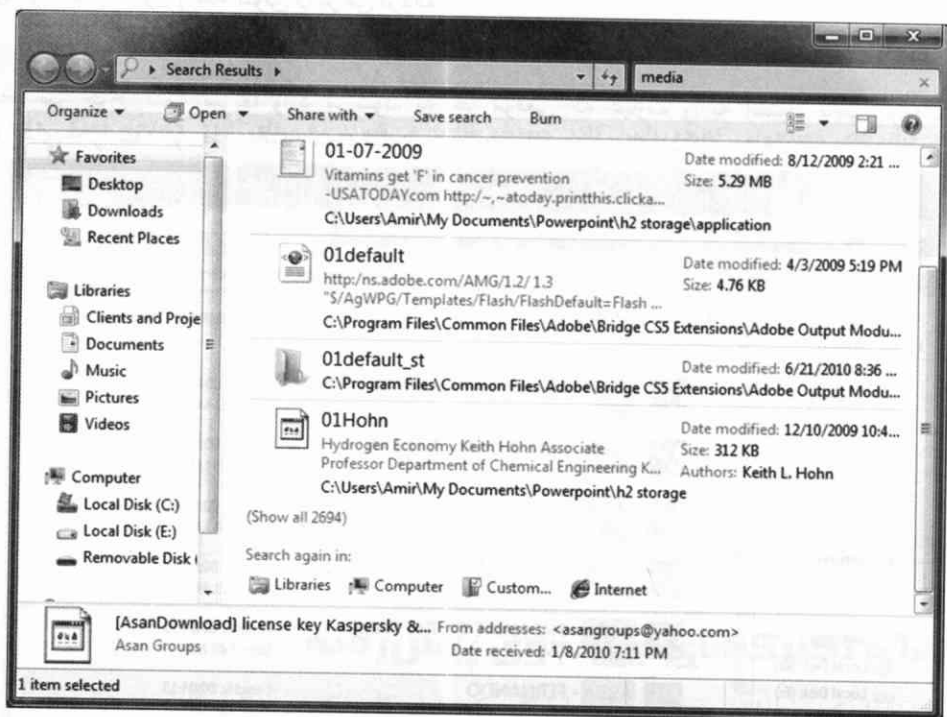 Search Results
media
Organize
Open
Share with
Save search
Burn
Favorites
Desktop
Downloads
Recent Places
Libraries
Clients and Proje
Documents
Music
Pictures
Videos
Computer
Local Disk (C:)
Local Disk (E:)
Removable Disk (
01-07-2009
Date modified: 8/12/2009 2:21 ...
Vitamins get 'F' in cancer prevention
Size: 5.29 MB
-USATODAYcom http:/~,~atoday.printthis.clicka...
C:\Users\Amir\My Documents\Powerpoint\h2 storage\application
01default
Date modified: 4/3/2009 5:19 PM
http:/ns.adobe.com/AMG/1.2/ 1.3
Size: 4.76 KB
"$/AgWPG/Templates/Flash/FlashDefault=Flash ...
C:\Program Files\Common Files\Adobe\Bridge CS5 Extensions\Adobe Output Modu...
01default_st
Date modified: 6/21/2010 8:36 ...
C:\Program Files\Common Files\Adobe\Bridge CS5 Extensions\Adobe Output Modu...
01Hohn
Date modified: 12/10/2009 10:4...
Hydrogen Economy Keith Hohn Associate
Size: 312 KB
Professor Department of Chemical Engineering K...
Authors: Keith L. Hohn
C:\Users\Amir\My Documents\Powerpoint\h2 storage
(Show all 2694)
Search again in:
Libraries
Computer
Custom...
Internet
[AsanDownload] license key Kaspersky &... From addresses: <asangroups@yahoo.com>
Asan Groups
Date received: 1/8/2010 7:11 PM
1 item selected